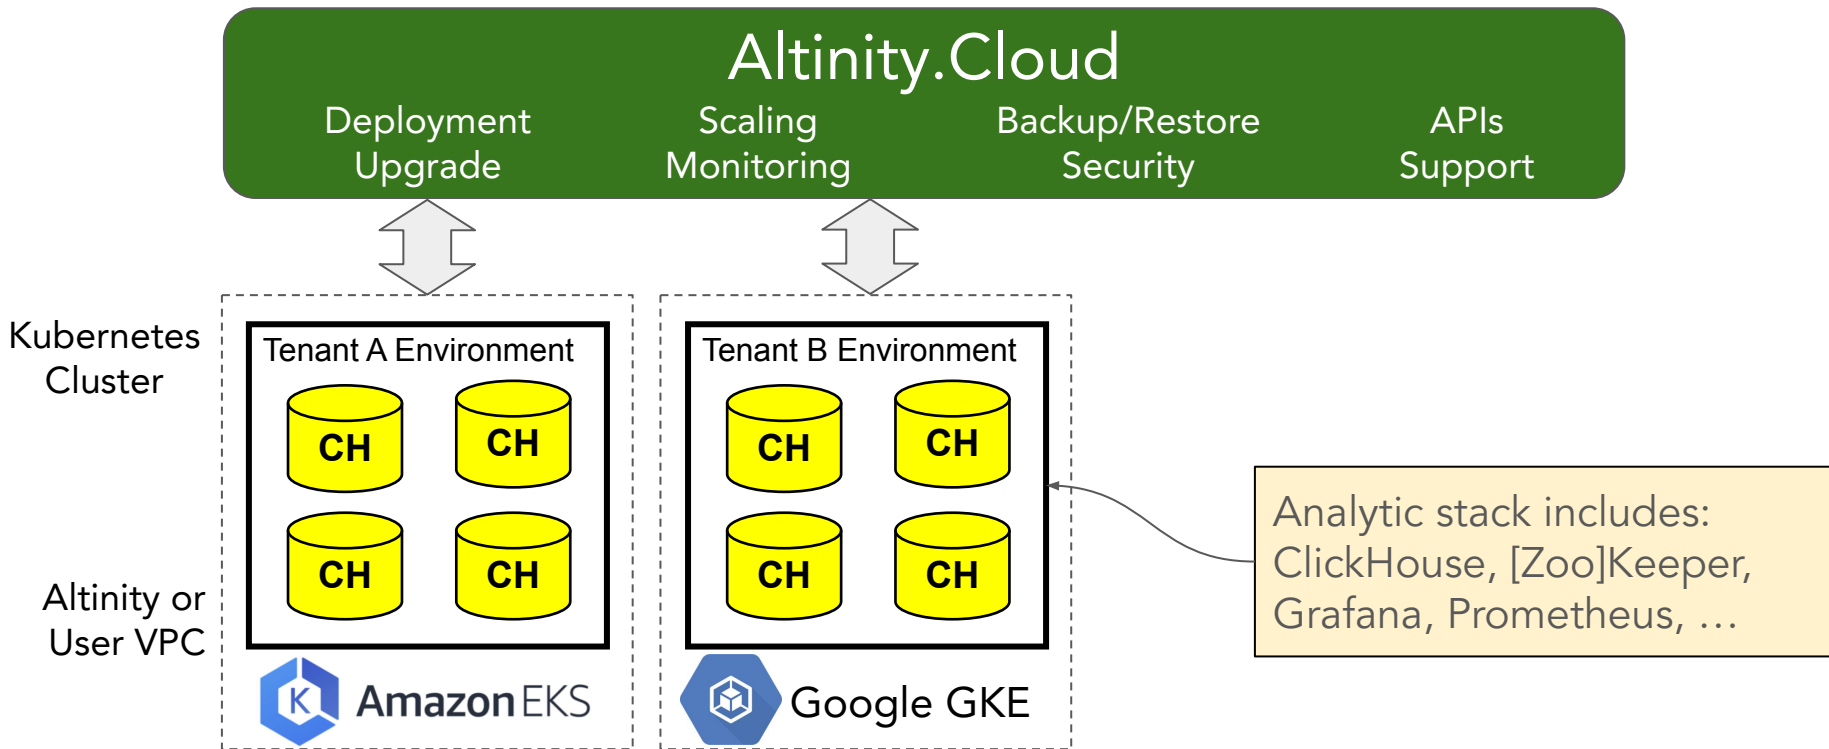 Altinity.Cloud
Deployment
Upgrade
Scaling
Monitoring
Backup/Restore
Security
APIs
Support
Kubernetes
Cluster
Altinity or
User VPC
Tenant A Environment
CH
CH
CH
CH
K
Amazon EKS
Tenant B Environment
CH
CH
CH
CH
Google GKE
Analytic stack includes:
ClickHouse, [Zoo]Keeper,
Grafana, Prometheus, …